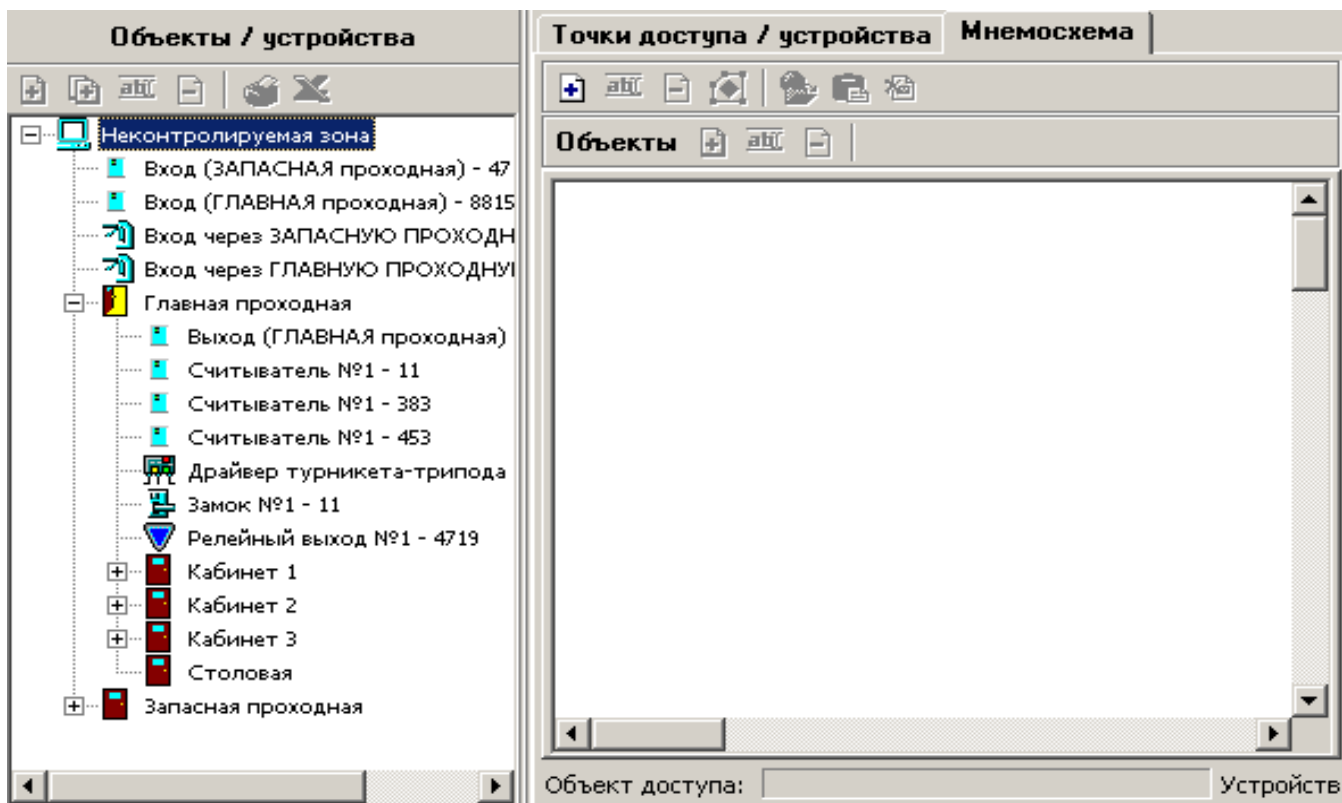 Объекты / устройства
Точки доступа / устройства
Мнемосхема
abc
abc
Объекты
abc
Неконтролируемая зона
Вход (ЗАПАСНАЯ проходная) - 47
Вход (ГЛАВНАЯ проходная) - 8815
Вход через ЗАПАСНУЮ ПРОХОДН
Вход через ГЛАВНУЮ ПРОХОДНУ
Главная проходная
Выход (ГЛАВНАЯ проходная)
Считыватель №1 - 11
Считыватель №1 - 383
Считыватель №1 - 453
Драйвер турникета-трипода
Замок №1 - 11
Релейный выход №1 - 4719
Кабинет 1
Кабинет 2
Кабинет 3
Столовая
Запасная проходная
Объект доступа:
Устройств